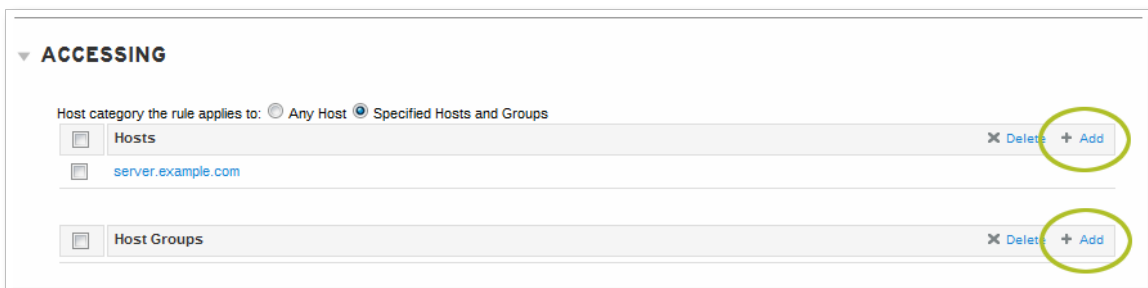 ACCESSING
Host category the rule applies to: Any Host Specified Hosts and Groups
Hosts Delete + Add
server.example.com
Host Groups Delete + Add